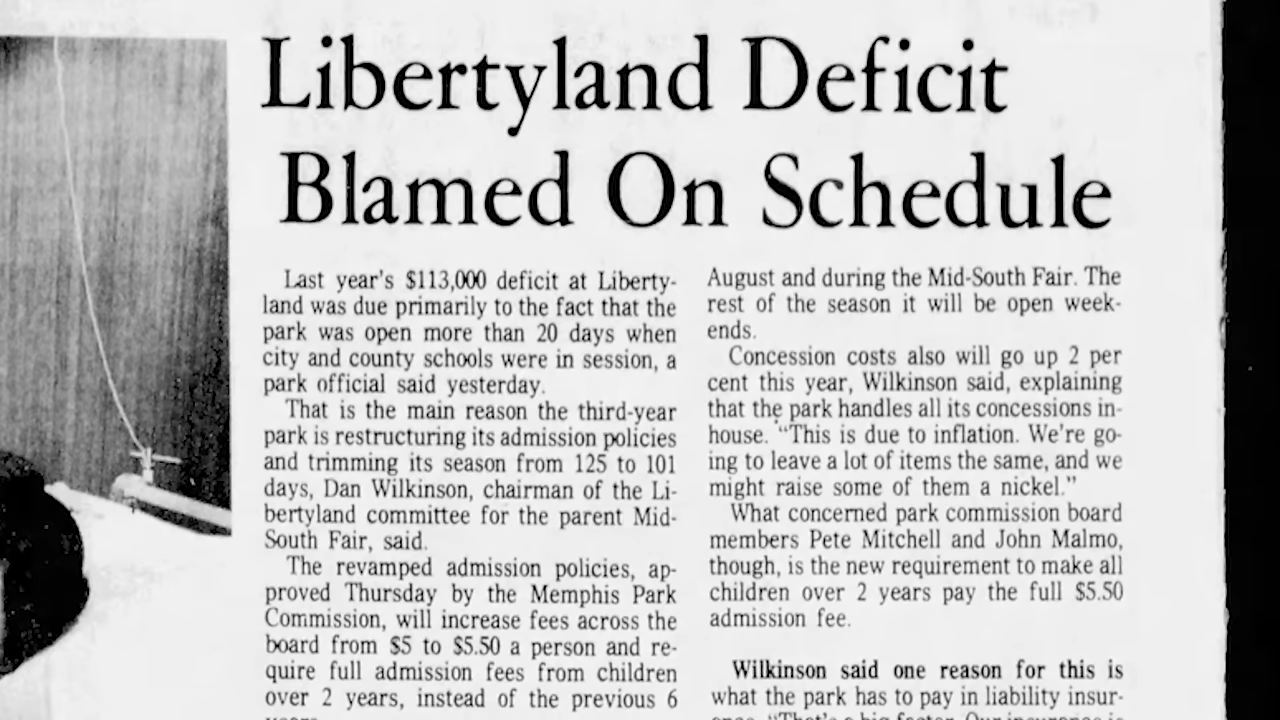 Libertyland Deficit
Blamed On Schedule
Last year's $113,000 deficit at Liberty-
land was due primarily to the fact that the
park was open more than 20 days when
city and county schools were in session, a
park official said yesterday.
That is the main reason the third-year
park is restructuring its admission policies
and trimming its season from 125 to 101
days, Dan Wilkinson, chairman of the Li-
bertyland committee for the parent Mid-
South Fair, said.
The revamped admission policies, ap-
proved Thursday by the Memphis Park
Commission, will increase fees across the
board from $5 to $5.50 a person and re-
quire full admission fees from children
over 2 years, instead of the previous 6
August and during the Mid-South Fair. The
rest of the season it will be open week-
ends.
Concession costs also will go up 2 per
cent this year, Wilkinson said, explaining
that the park handles all its concessions in-
house. "This is due to inflation. We're go-
ing to leave a lot of items the same, and we
might raise some of them a nickel."
What concerned park commission board
members Pete Mitchell and John Malmo,
though, is the new requirement to make all
children over 2 years pay the full $5.50
admission fee.
Wilkinson said one reason for this is
what the park has to pay in liability insur-